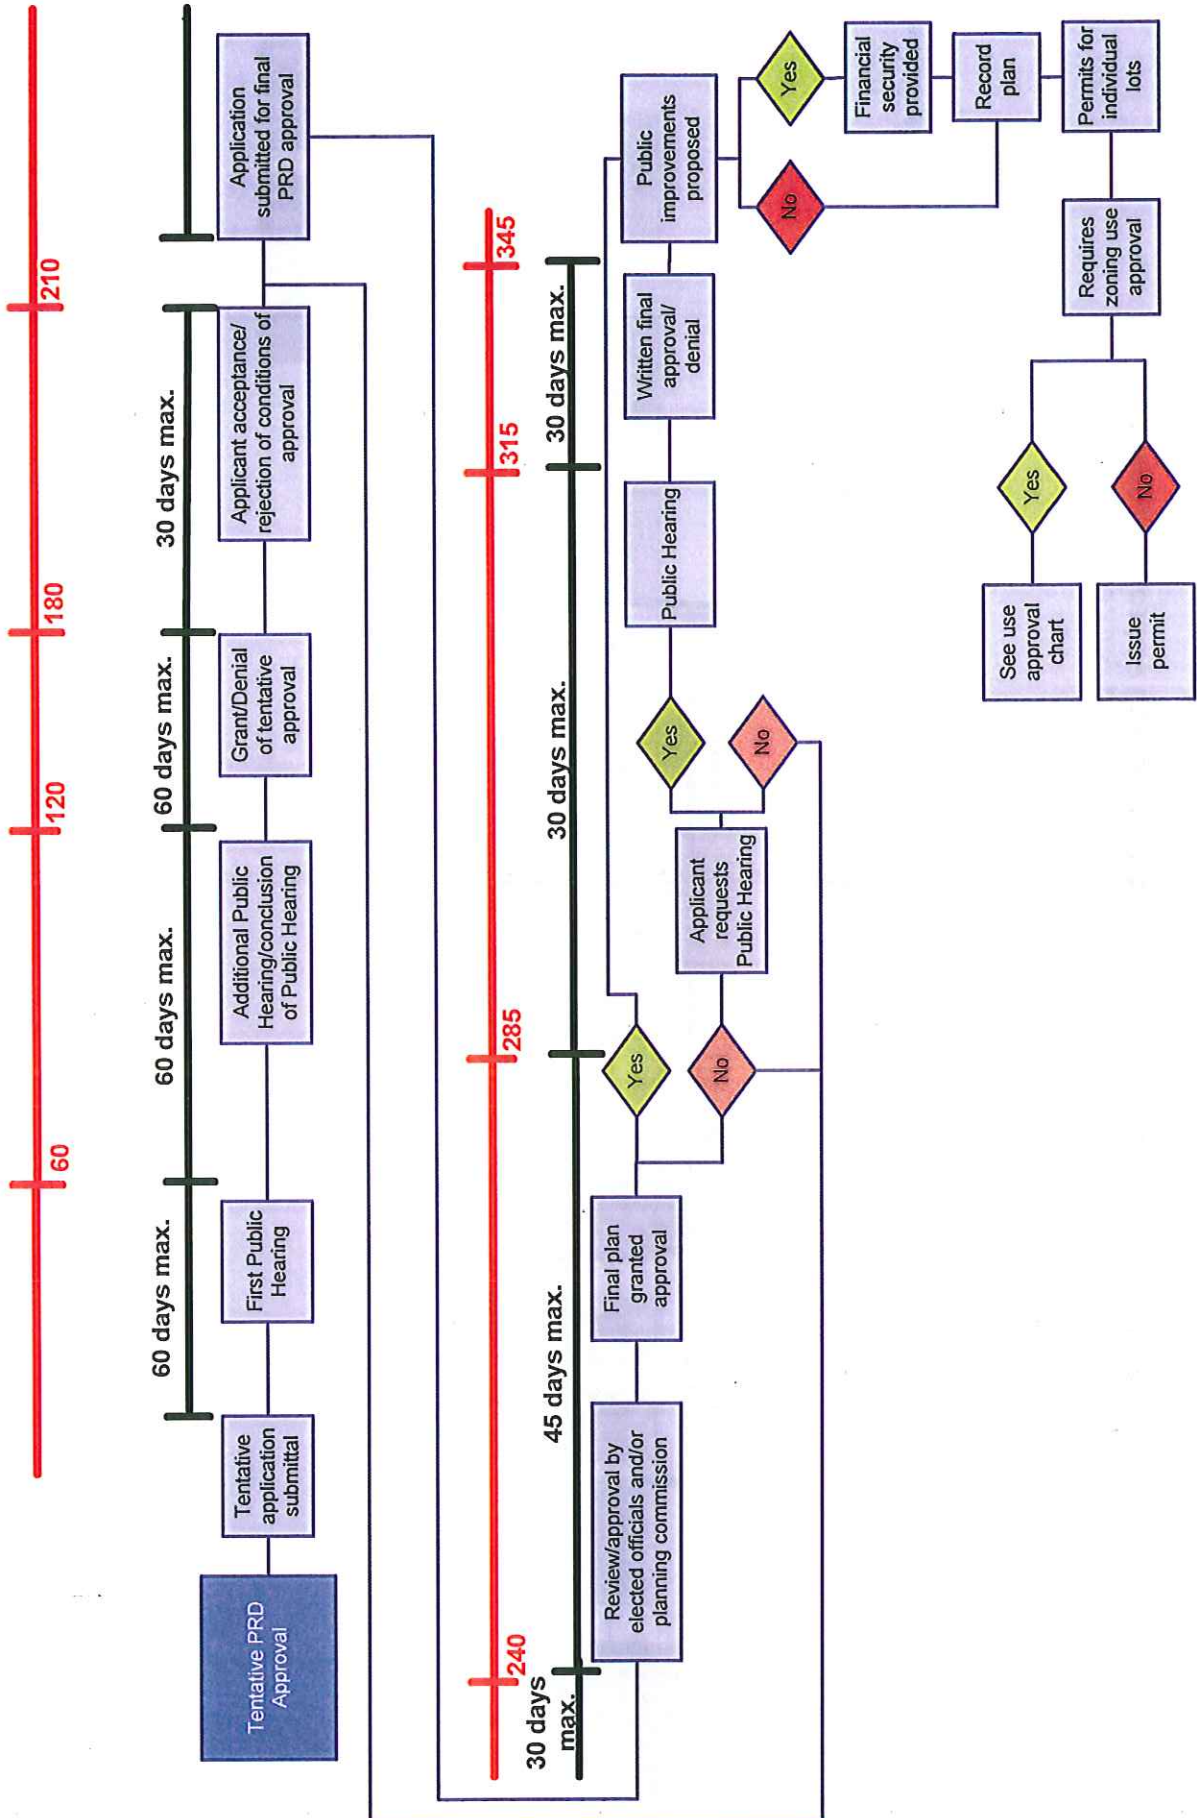 60
120
180
210
60 days max.
60 days max.
60 days max.
30 days max.
Tentative PRD
Approval
Tentative
application
submittal
First Public
Hearing
Additional Public
Hearing/conclusion
of Public Hearing
Grant/Denial
of tentative
approval
Applicant acceptance/
rejection of conditions of
approval
Application
submitted for final
PRD approval
240
285
315
345
30 days
max.
45 days max.
30 days max.
30 days max.
Review/approval by
elected officials and/or
planning commission
Final plan
granted
approval
Yes
No
Applicant
requests
Public Hearing
Yes
No
Public Hearing
Written final
approval/
denial
Public
improvements
proposed
No
Yes
Financial
security
provided
Record
plan
Permits for
individual
lots
Requires
zoning use
approval
Yes
No
See use
approval
chart
Issue
permit